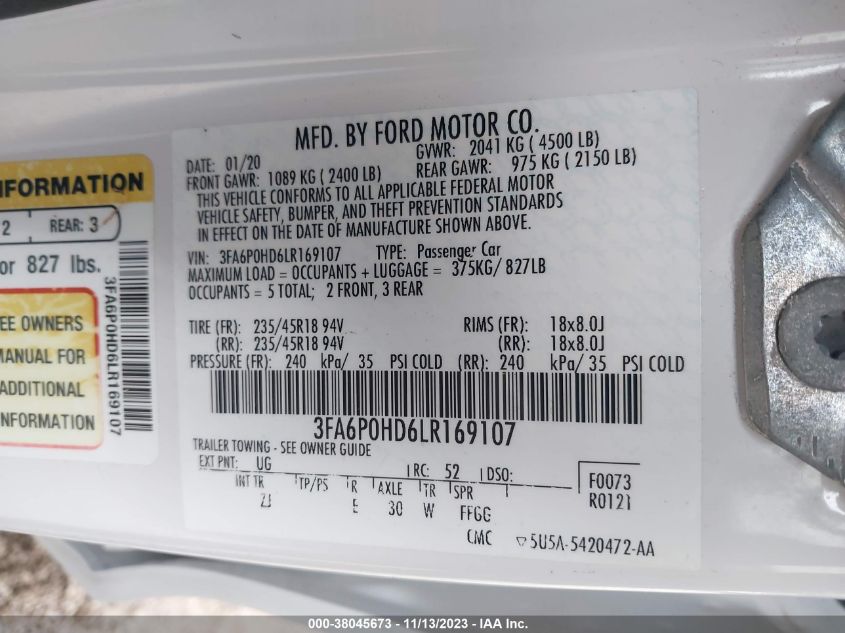 MFD. BY FORD MOTOR CO.
DATE: 01/20
GVWR: 2041 KG ( 4500 LB)
FRONT GAWR: 1089 KG ( 2400 LB)
REAR GAWR: 975 KG ( 2150 LB)
THIS VEHICLE CONFORMS TO ALL APPLICABLE FEDERAL MOTOR
VEHICLE SAFETY, BUMPER, AND THEFT PREVENTION STANDARDS
IN EFFECT ON THE DATE OF MANUFACTURE SHOWN ABOVE.
VIN: 3FA6P0HD6LR169107 TYPE: Passenger Car
MAXIMUM LOAD = OCCUPANTS + LUGGAGE = 375KG/ 827LB
OCCUPANTS = 5 TOTAL; 2 FRONT, 3 REAR
TIRE (FR): 235/45R18 94V RIMS (FR): 18x8.0J
(RR): 235/45R18 94V (RR): 18x8.0J
PRESSURE (FR): 240 kPa/ 35 PSI COLD (RR): 240 kPa/ 35 PSI COLD
3FA6P0HD6LR169107
TRAILER TOWING - SEE OWNER GUIDE
EXT PNT: UG RC: 52 DSO:
F0073
R0121
INT TR TP/PS R AXLE TR SPR
ZJ E 30 W FFGG
CMC ▽5U5A-5420472-AA
NFORMATION
2 REAR: 3
or 827 lbs.
EE OWNERS
MANUAL FOR
ADDITIONAL
NFORMATION
3FA6P0HD6LR169107
000-38045673 - 11/13/2023 - IAA Inc.